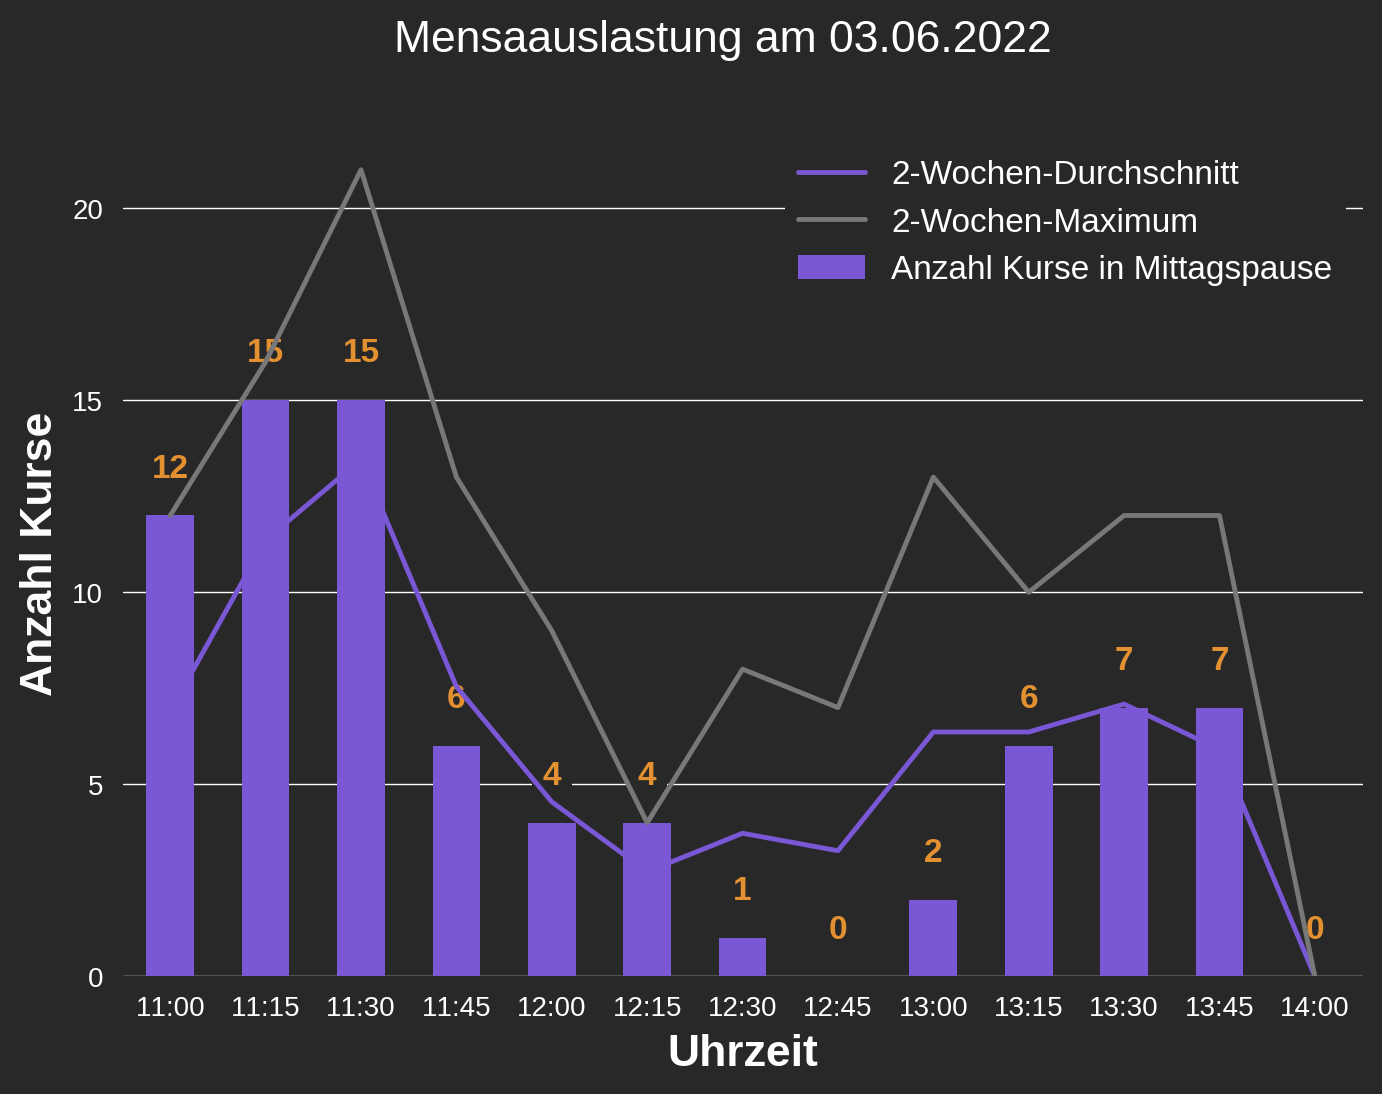 Mensaauslastung am 03.06.2022
2-Wochen-Durchschnitt
2-Wochen-Maximum
Anzahl Kurse in Mittagspause
Anzahl Kurse
20
15
10
5
0
12
15
15
6
4
4
1
0
2
6
7
7
0
11:00 11:15 11:30 11:45 12:00 12:15 12:30 12:45 13:00 13:15 13:30 13:45 14:00
Uhrzeit